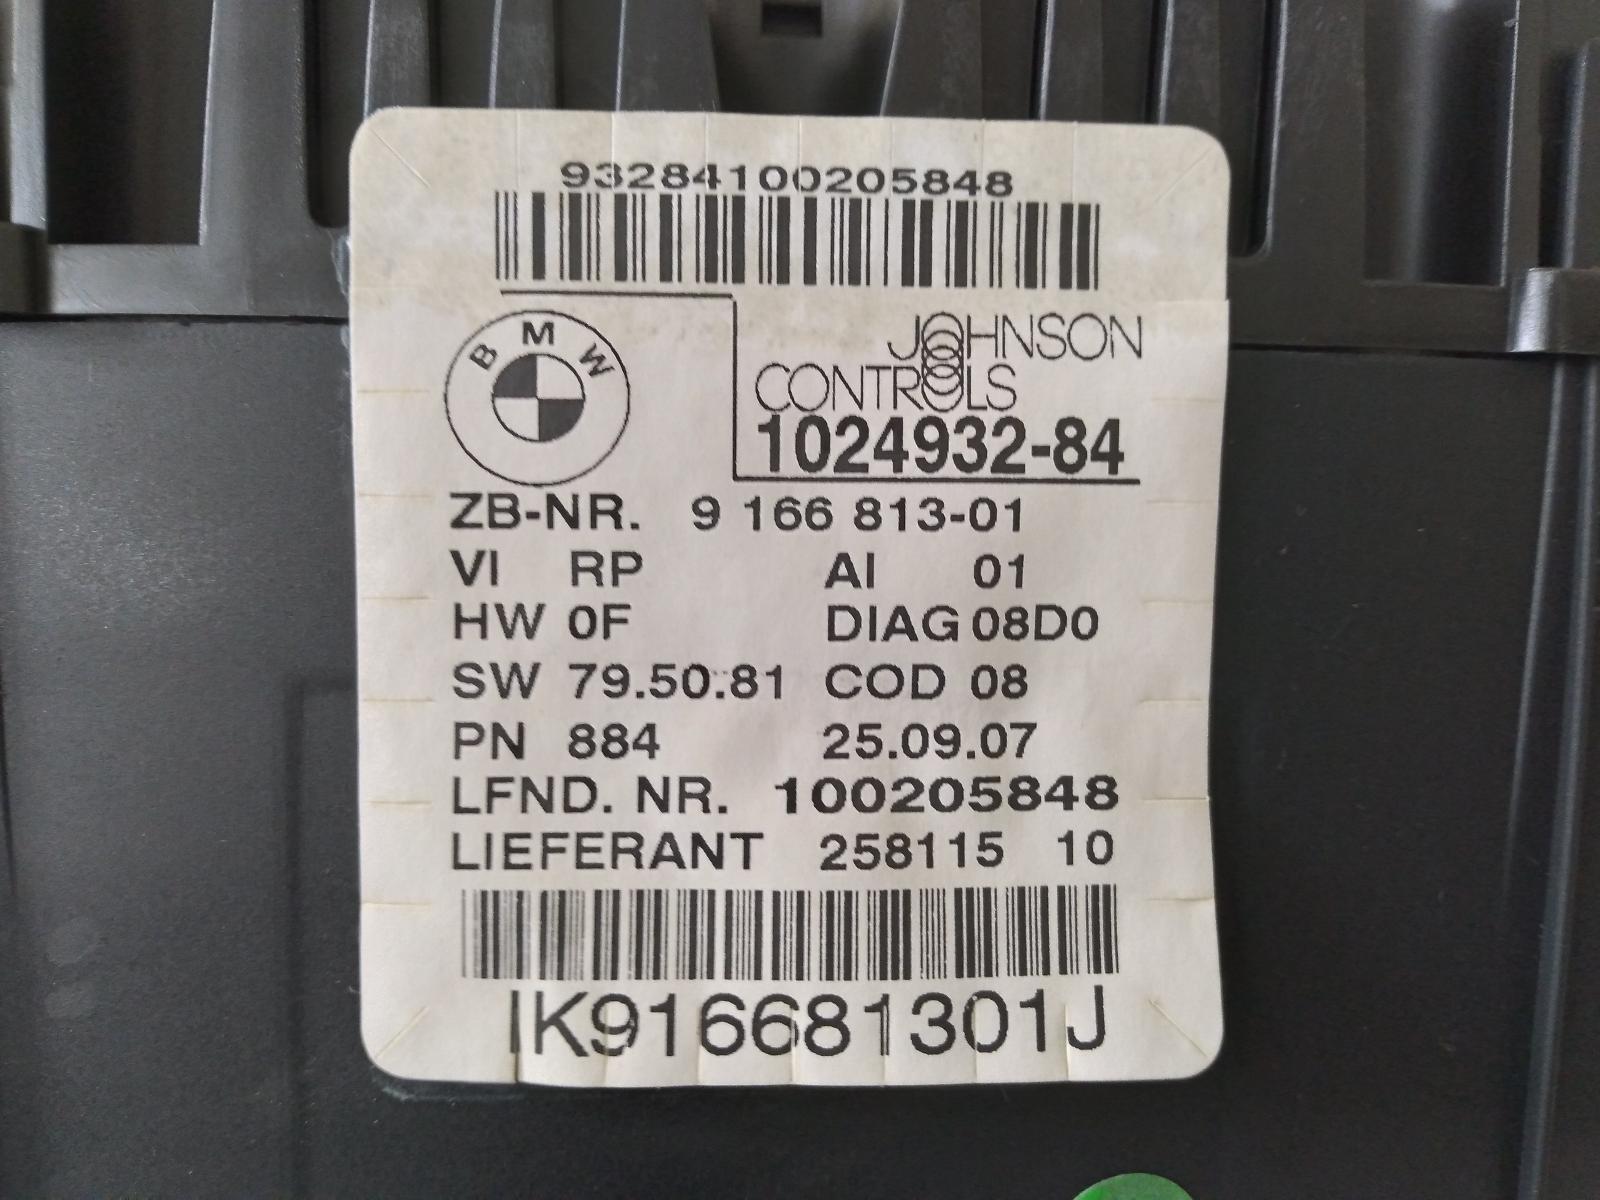 93284100205848
BMW
JOHNSON
CONTROLS
1024932-84
ZB-NR. 9 166 813-01
VI RP AI 01
HW 0F DIAG 08D0
SW 79.50.81 COD 08
PN 884 25.09.07
LFND. NR. 100205848
LIEFERANT 258115 10
IK916681301J